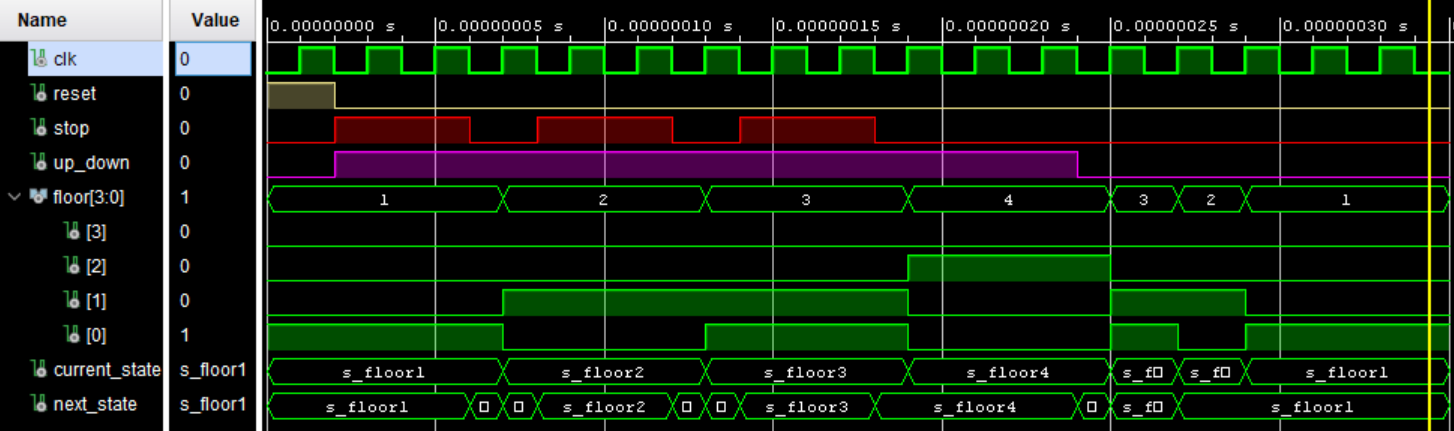 Name Value 0.00000000 s 0.00000005 s 0.00000010 s 0.00000015 s 0.00000020 s 0.00000025 s 0.00000030 s
clk 0
reset 0
stop 0
up_down 0
floor[3:0] 1 1 2 3 4 3 2 1
[3] 0
[2] 0
[1] 0
[0] 1
current_state s_floor1 s_floor1 s_floor2 s_floor3 s_floor4 s_f s_f s_floor1
next_state s_floor1 s_floor1 s_floor2 s_floor3 s_floor4 s_f s_floor1